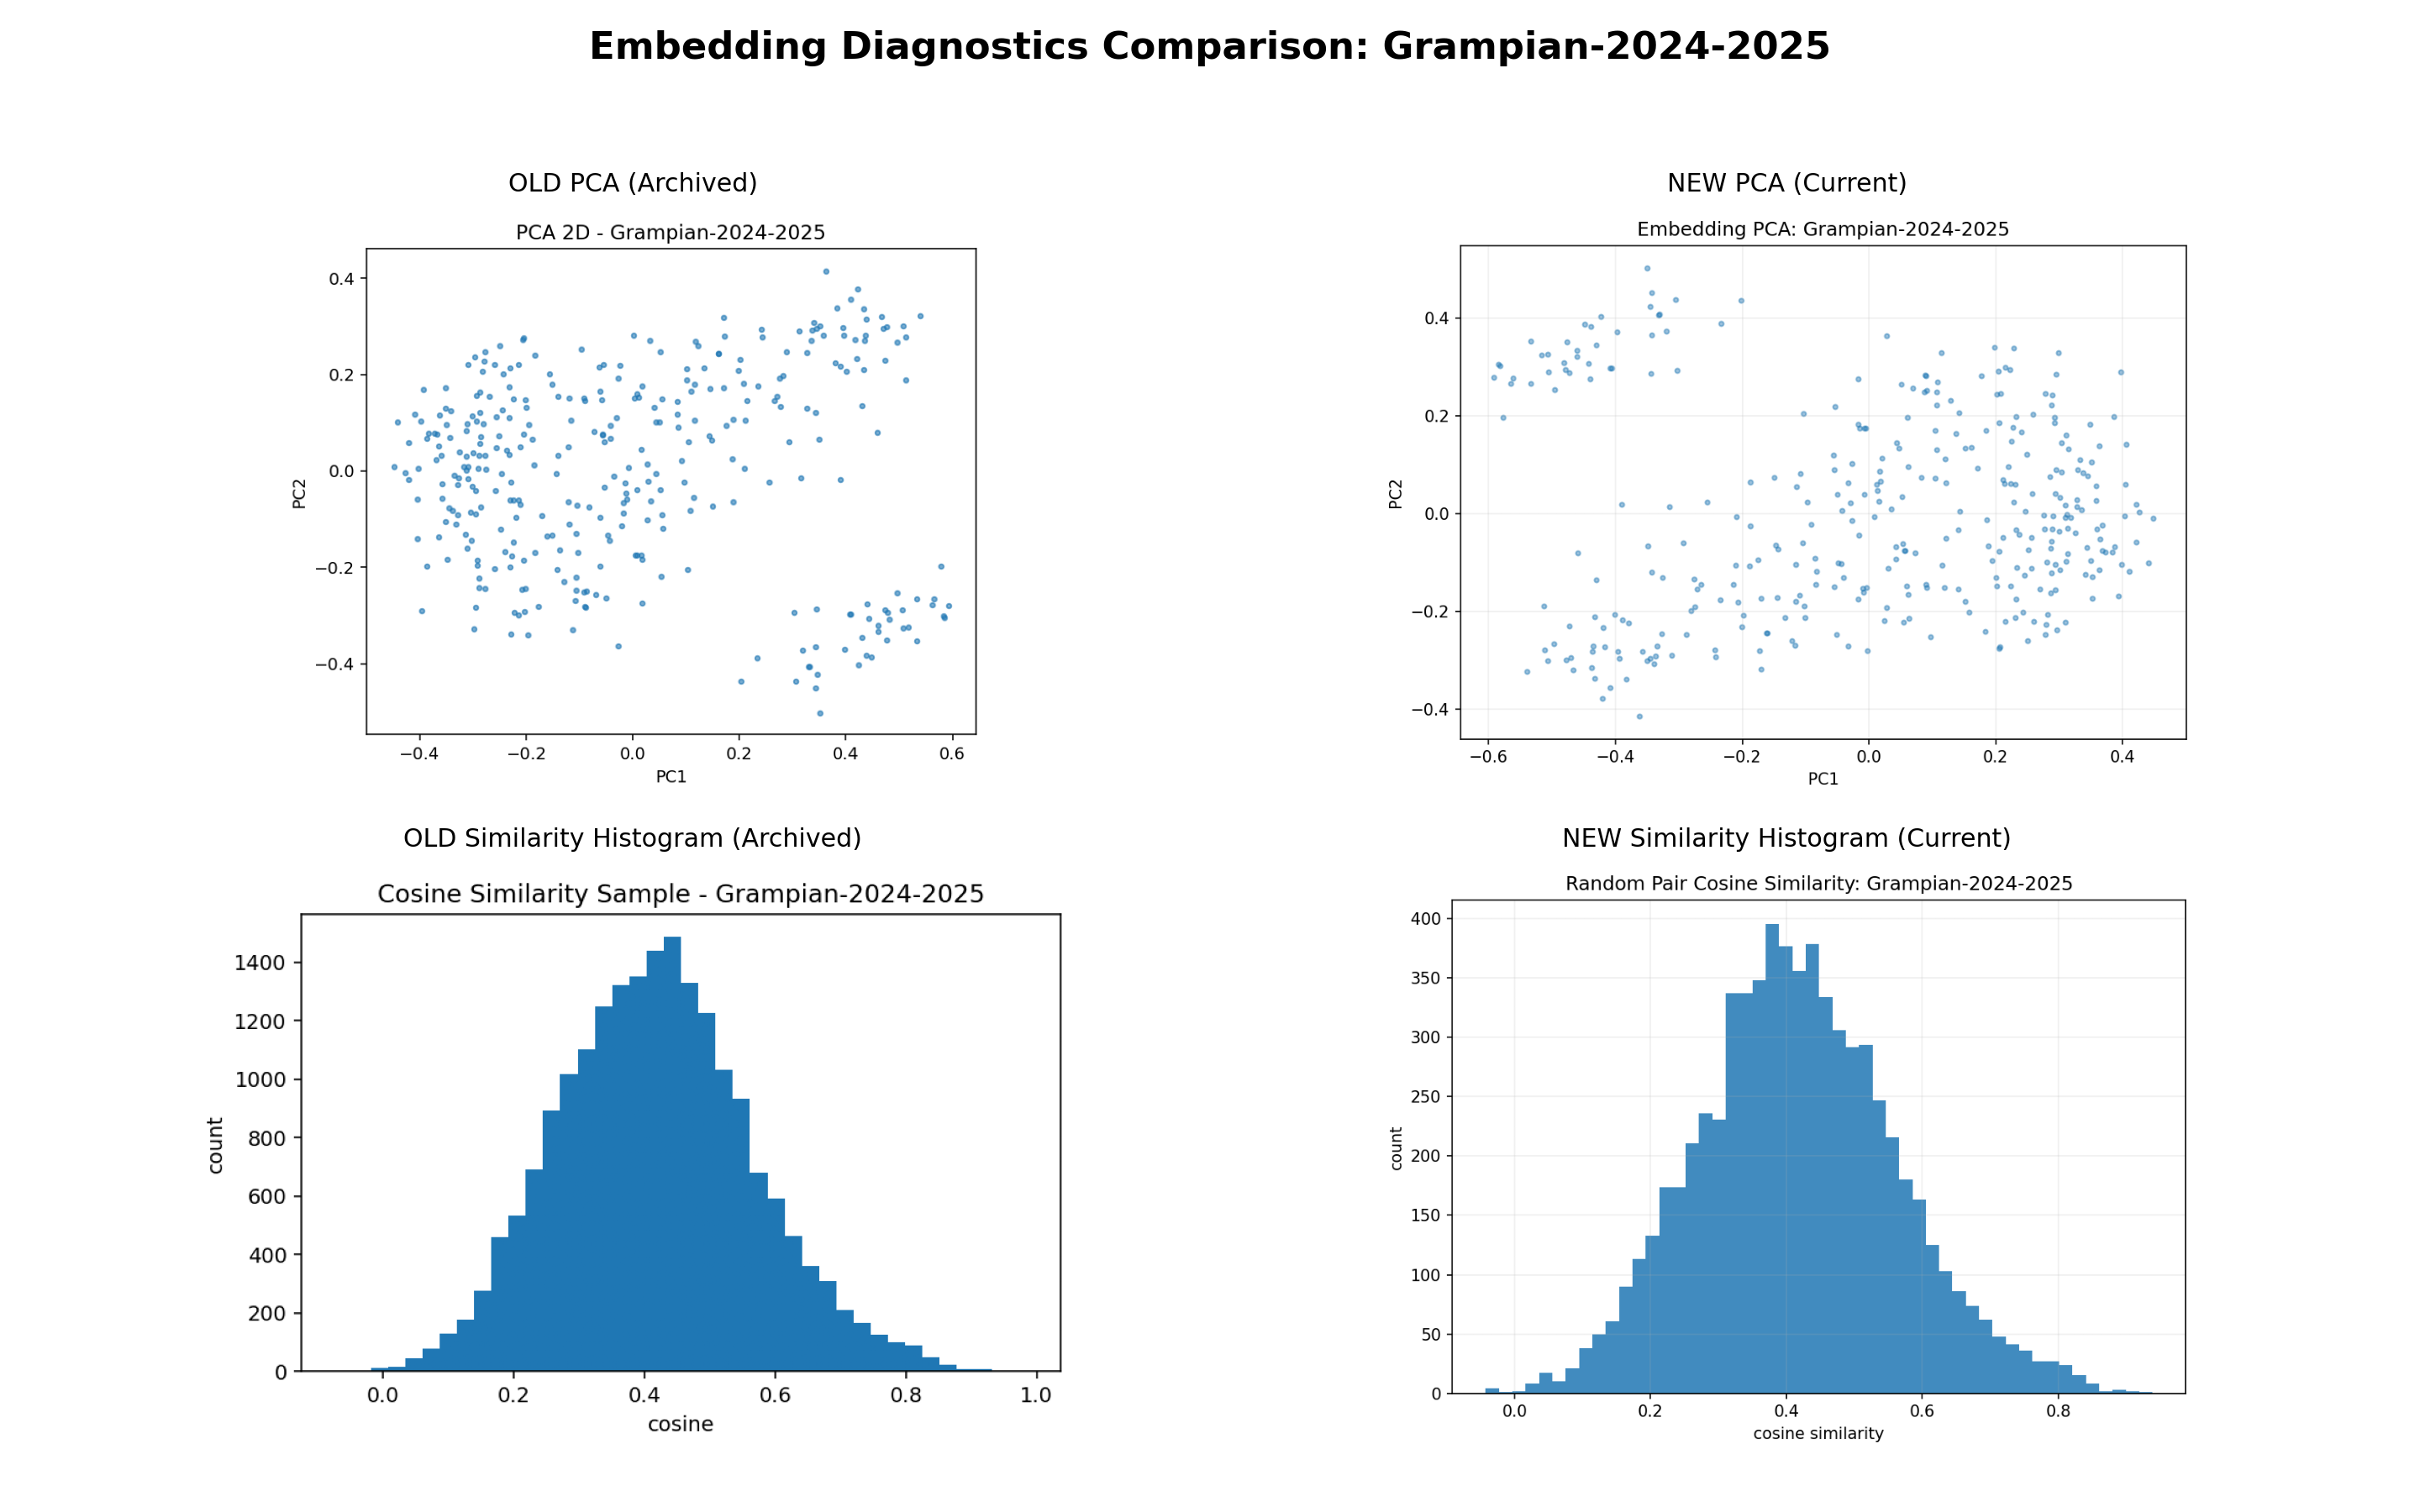 Embedding Diagnostics Comparison: Grampian-2024-2025
OLD PCA (Archived)
PCA 2D - Grampian-2024-2025
0.4
0.2
0.0
−0.2
−0.4
PC2
−0.4
−0.2
0.0
0.2
0.4
0.6
PC1
NEW PCA (Current)
Embedding PCA: Grampian-2024-2025
0.4
0.2
0.0
−0.2
−0.4
PC2
−0.6
−0.4
−0.2
0.0
0.2
0.4
PC1
OLD Similarity Histogram (Archived)
Cosine Similarity Sample - Grampian-2024-2025
1400
1200
1000
800
600
400
200
0
count
0.0
0.2
0.4
0.6
0.8
1.0
cosine
NEW Similarity Histogram (Current)
Random Pair Cosine Similarity: Grampian-2024-2025
400
350
300
250
200
150
100
50
0
count
0.0
0.2
0.4
0.6
0.8
cosine similarity